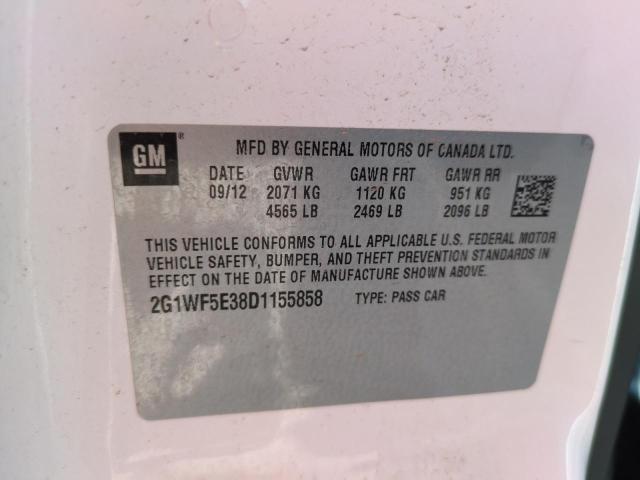 GM ® MFD BY GENERAL MOTORS OF CANADA LTD.
DATE GVWR GAWR FRT GAWR RR
09/12 2071 KG 1120 KG 951 KG
4565 LB 2469 LB 2096 LB
THIS VEHICLE CONFORMS TO ALL APPLICABLE U.S. FEDERAL MOTOR
VEHICLE SAFETY, BUMPER, AND THEFT PREVENTION STANDARDS IN
EFFECT ON THE DATE OF MANUFACTURE SHOWN ABOVE.
2G1WF5E38D1155858 TYPE: PASS CAR